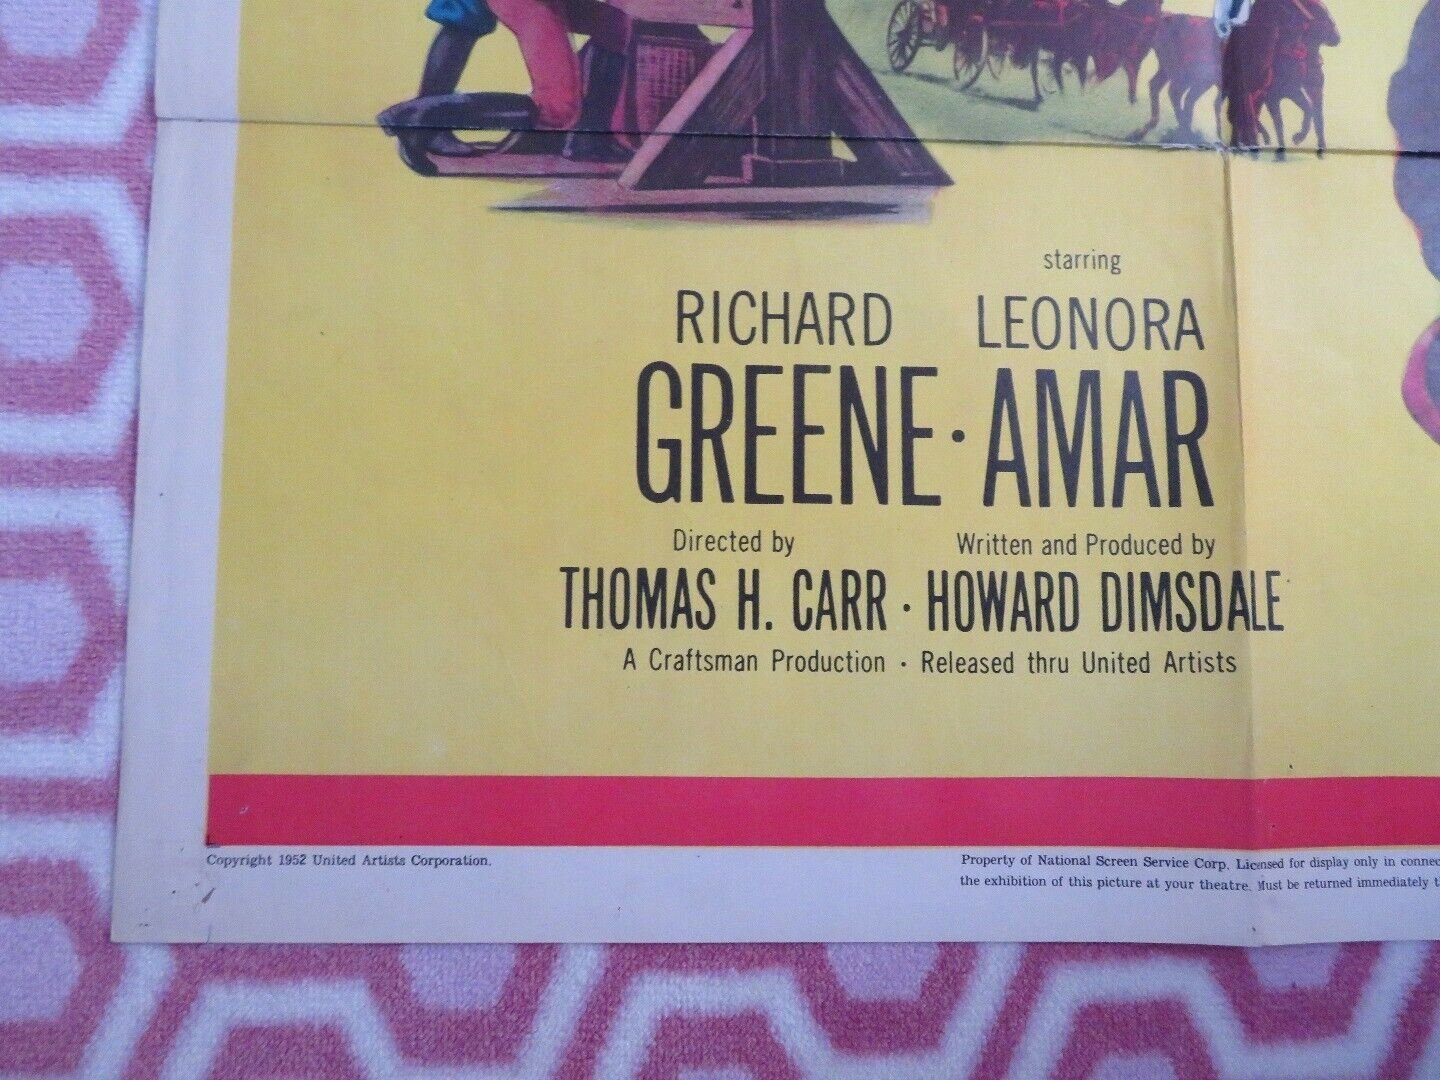 starring
RICHARD LEONORA
GREENE · AMAR
Directed by Written and Produced by
THOMAS H. CARR · HOWARD DIMSDALE
A Craftsman Production · Released thru United Artists
Copyright 1952 United Artists Corporation.
Property of National Screen Service Corp. Licensed for display only in connec
the exhibition of this picture at your theatre. Must be returned immediately t